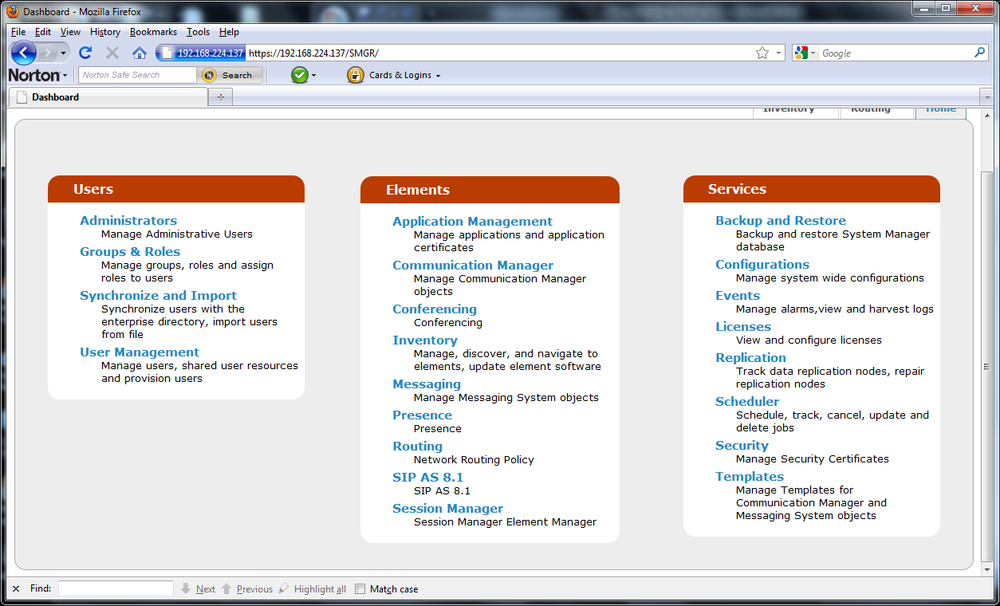 Dashboard - Mozilla Firefox
File Edit View History Bookmarks Tools Help
192.168.224.137 https://192.168.224.137/SMGR/
Google
Norton
Norton Safe Search
Search
Cards & Logins
Dashboard
Inventory
Routing
Home
Users
Administrators
Manage Administrative Users
Groups & Roles
Manage groups, roles and assign
roles to users
Synchronize and Import
Synchronize users with the
enterprise directory, import users
from file
User Management
Manage users, shared user resources
and provision users
Elements
Application Management
Manage applications and application
certificates
Communication Manager
Manage Communication Manager
objects
Conferencing
Conferencing
Inventory
Manage, discover, and navigate to
elements, update element software
Messaging
Manage Messaging System objects
Presence
Presence
Routing
Network Routing Policy
SIP AS 8.1
SIP AS 8.1
Session Manager
Session Manager Element Manager
Services
Backup and Restore
Backup and restore System Manager
database
Configurations
Manage system wide configurations
Events
Manage alarms,view and harvest logs
Licenses
View and configure licenses
Replication
Track data replication nodes, repair
replication nodes
Scheduler
Schedule, track, cancel, update and
delete jobs
Security
Manage Security Certificates
Templates
Manage Templates for
Communication Manager and
Messaging System objects
Find:
Next
Previous
Highlight all
Match case